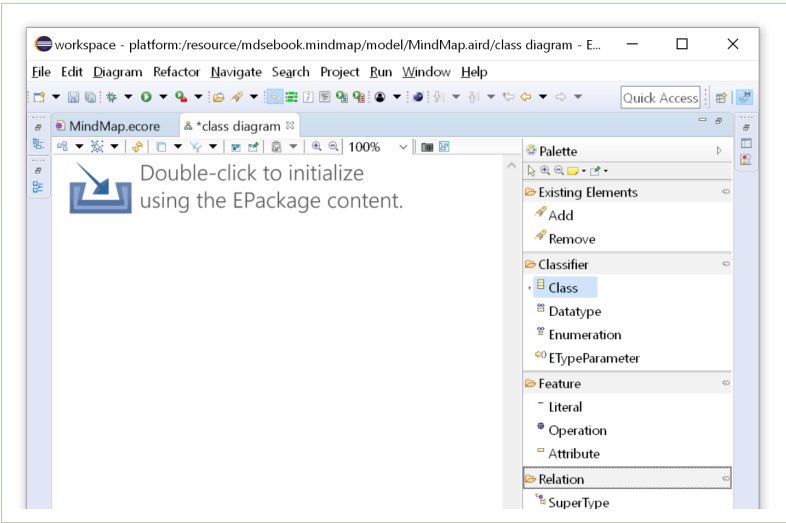 workspace - platform:/resource/mdsebook.mindmap/model/MindMap.aird/class diagram - E...
File Edit Diagram Refactor Navigate Search Project Run Window Help
Quick Access
MindMap.ecore
*class diagram
100%
Double-click to initialize
using the EPackage content.
Palette
Existing Elements
Add
Remove
Classifier
Class
Datatype
Enumeration
ETypeParameter
Feature
Literal
Operation
Attribute
Relation
SuperType